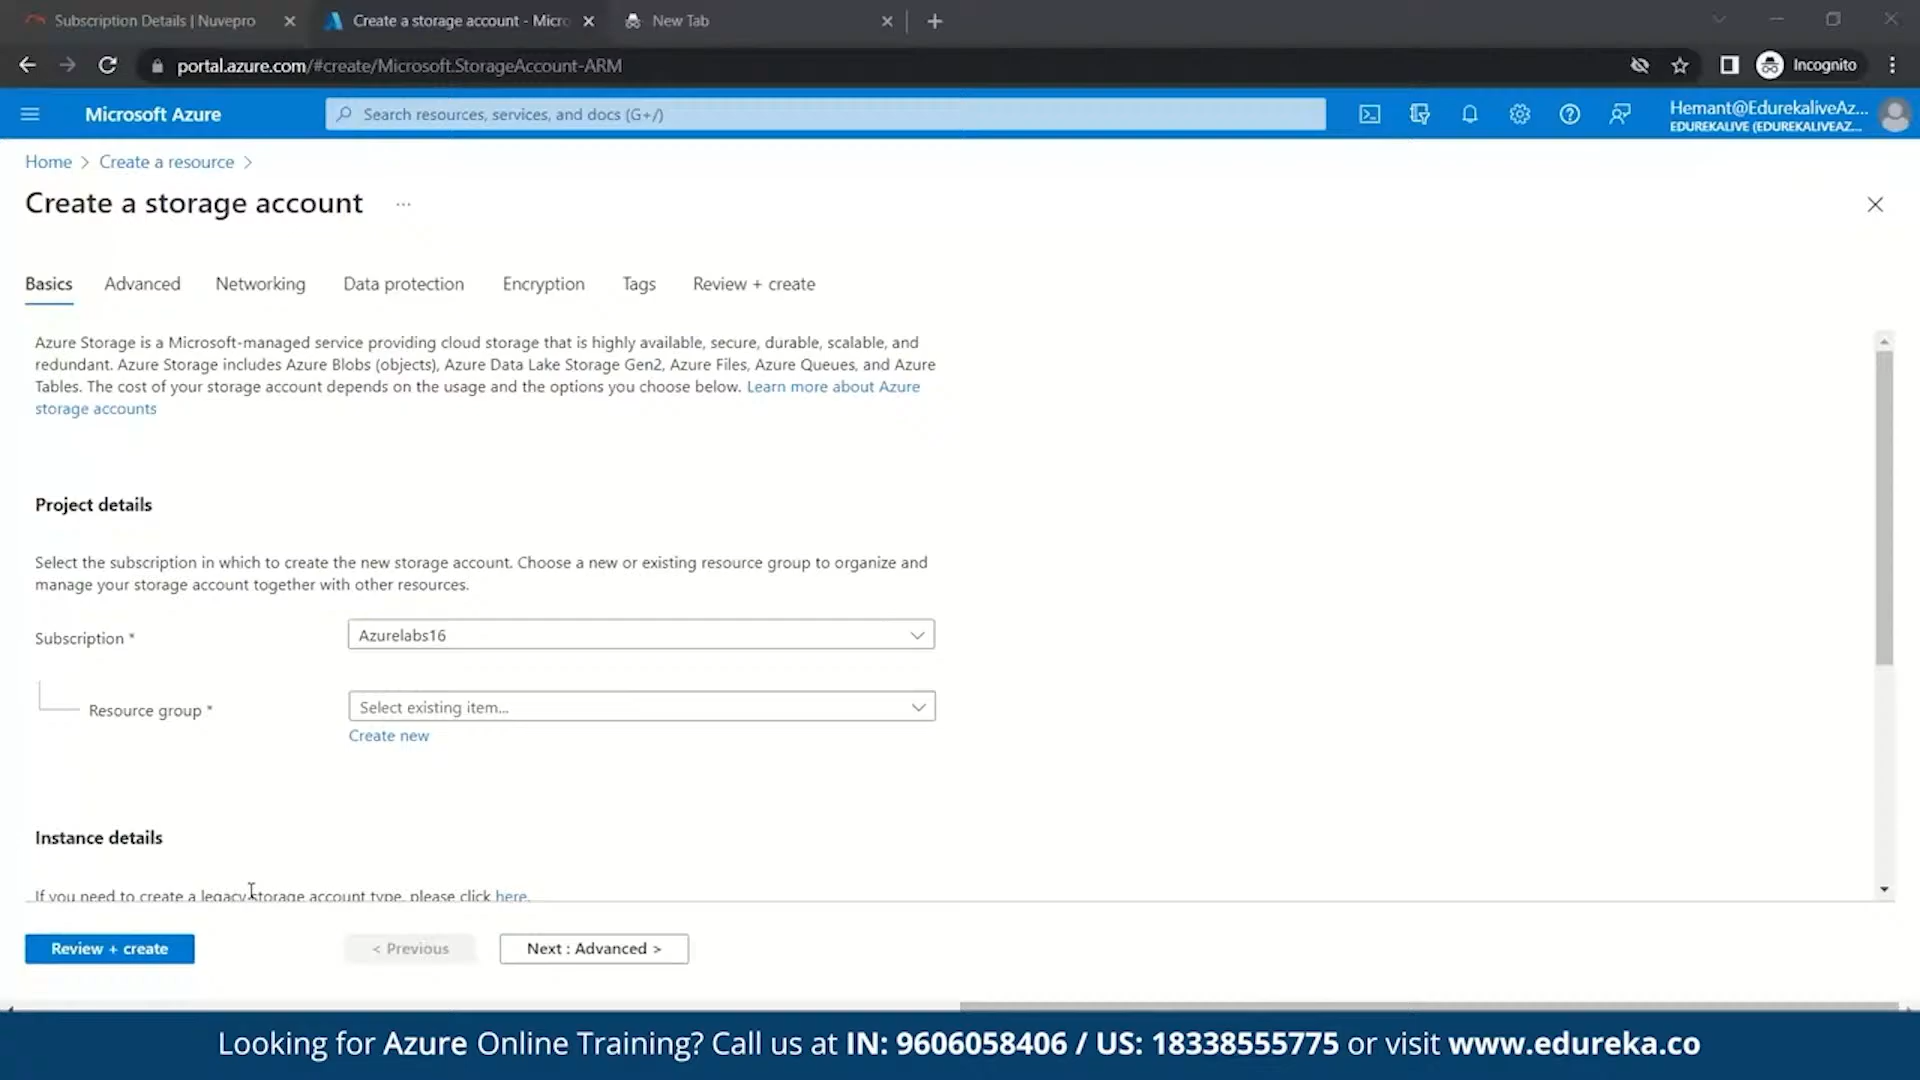 Subscription Details | Nuvepro
Create a storage account - Micro
New Tab
portal.azure.com/#create/Microsoft.StorageAccount-ARM
Incognito
Microsoft Azure
Search resources, services, and docs (G+/)
Hemant@EdurekaliveAz...
EDUREKALIVE (EDUREKALIVEAZ...
Home > Create a resource >
Create a storage account ...
Basics Advanced Networking Data protection Encryption Tags Review + create
Azure Storage is a Microsoft-managed service providing cloud storage that is highly available, secure, durable, scalable, and
redundant. Azure Storage includes Azure Blobs (objects), Azure Data Lake Storage Gen2, Azure Files, Azure Queues, and Azure
Tables. The cost of your storage account depends on the usage and the options you choose below. Learn more about Azure
storage accounts
Project details
Select the subscription in which to create the new storage account. Choose a new or existing resource group to organize and
manage your storage account together with other resources.
Subscription *
Azurelabs16
Resource group *
Select existing item...
Create new
Instance details
If you need to create a legacy storage account type, please click here.
Review + create
< Previous
Next : Advanced >
Looking for Azure Online Training? Call us at IN: 9606058406 / US: 18338555775 or visit www.edureka.co